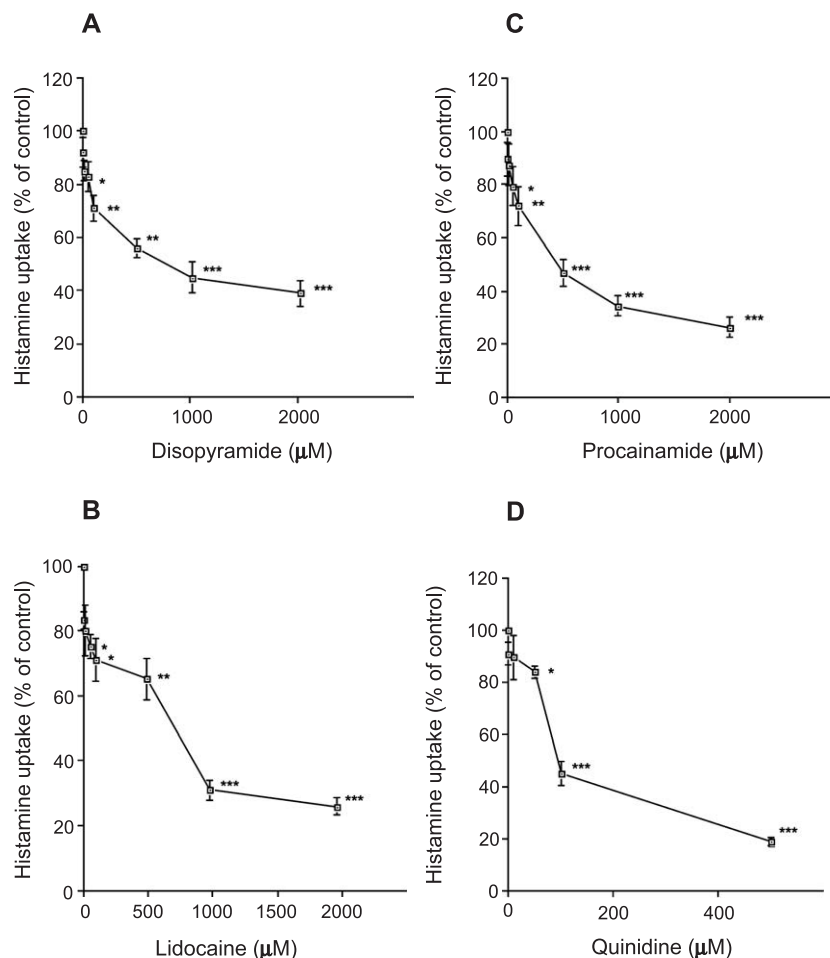 A
Histamine uptake (% of control)
120
100
80
60
40
20
0
*
**
**
***
***
0 1000 2000
Disopyramide (μM)
C
Histamine uptake (% of control)
120
100
80
60
40
20
0
*
**
***
***
***
0 1000 2000
Procainamide (μM)
B
Histamine uptake (% of control)
100
80
60
40
20
0
*
*
**
***
***
0 500 1000 1500 2000
Lidocaine (μM)
D
Histamine uptake (% of control)
120
100
80
60
40
20
0
*
***
***
0 200 400
Quinidine (μM)